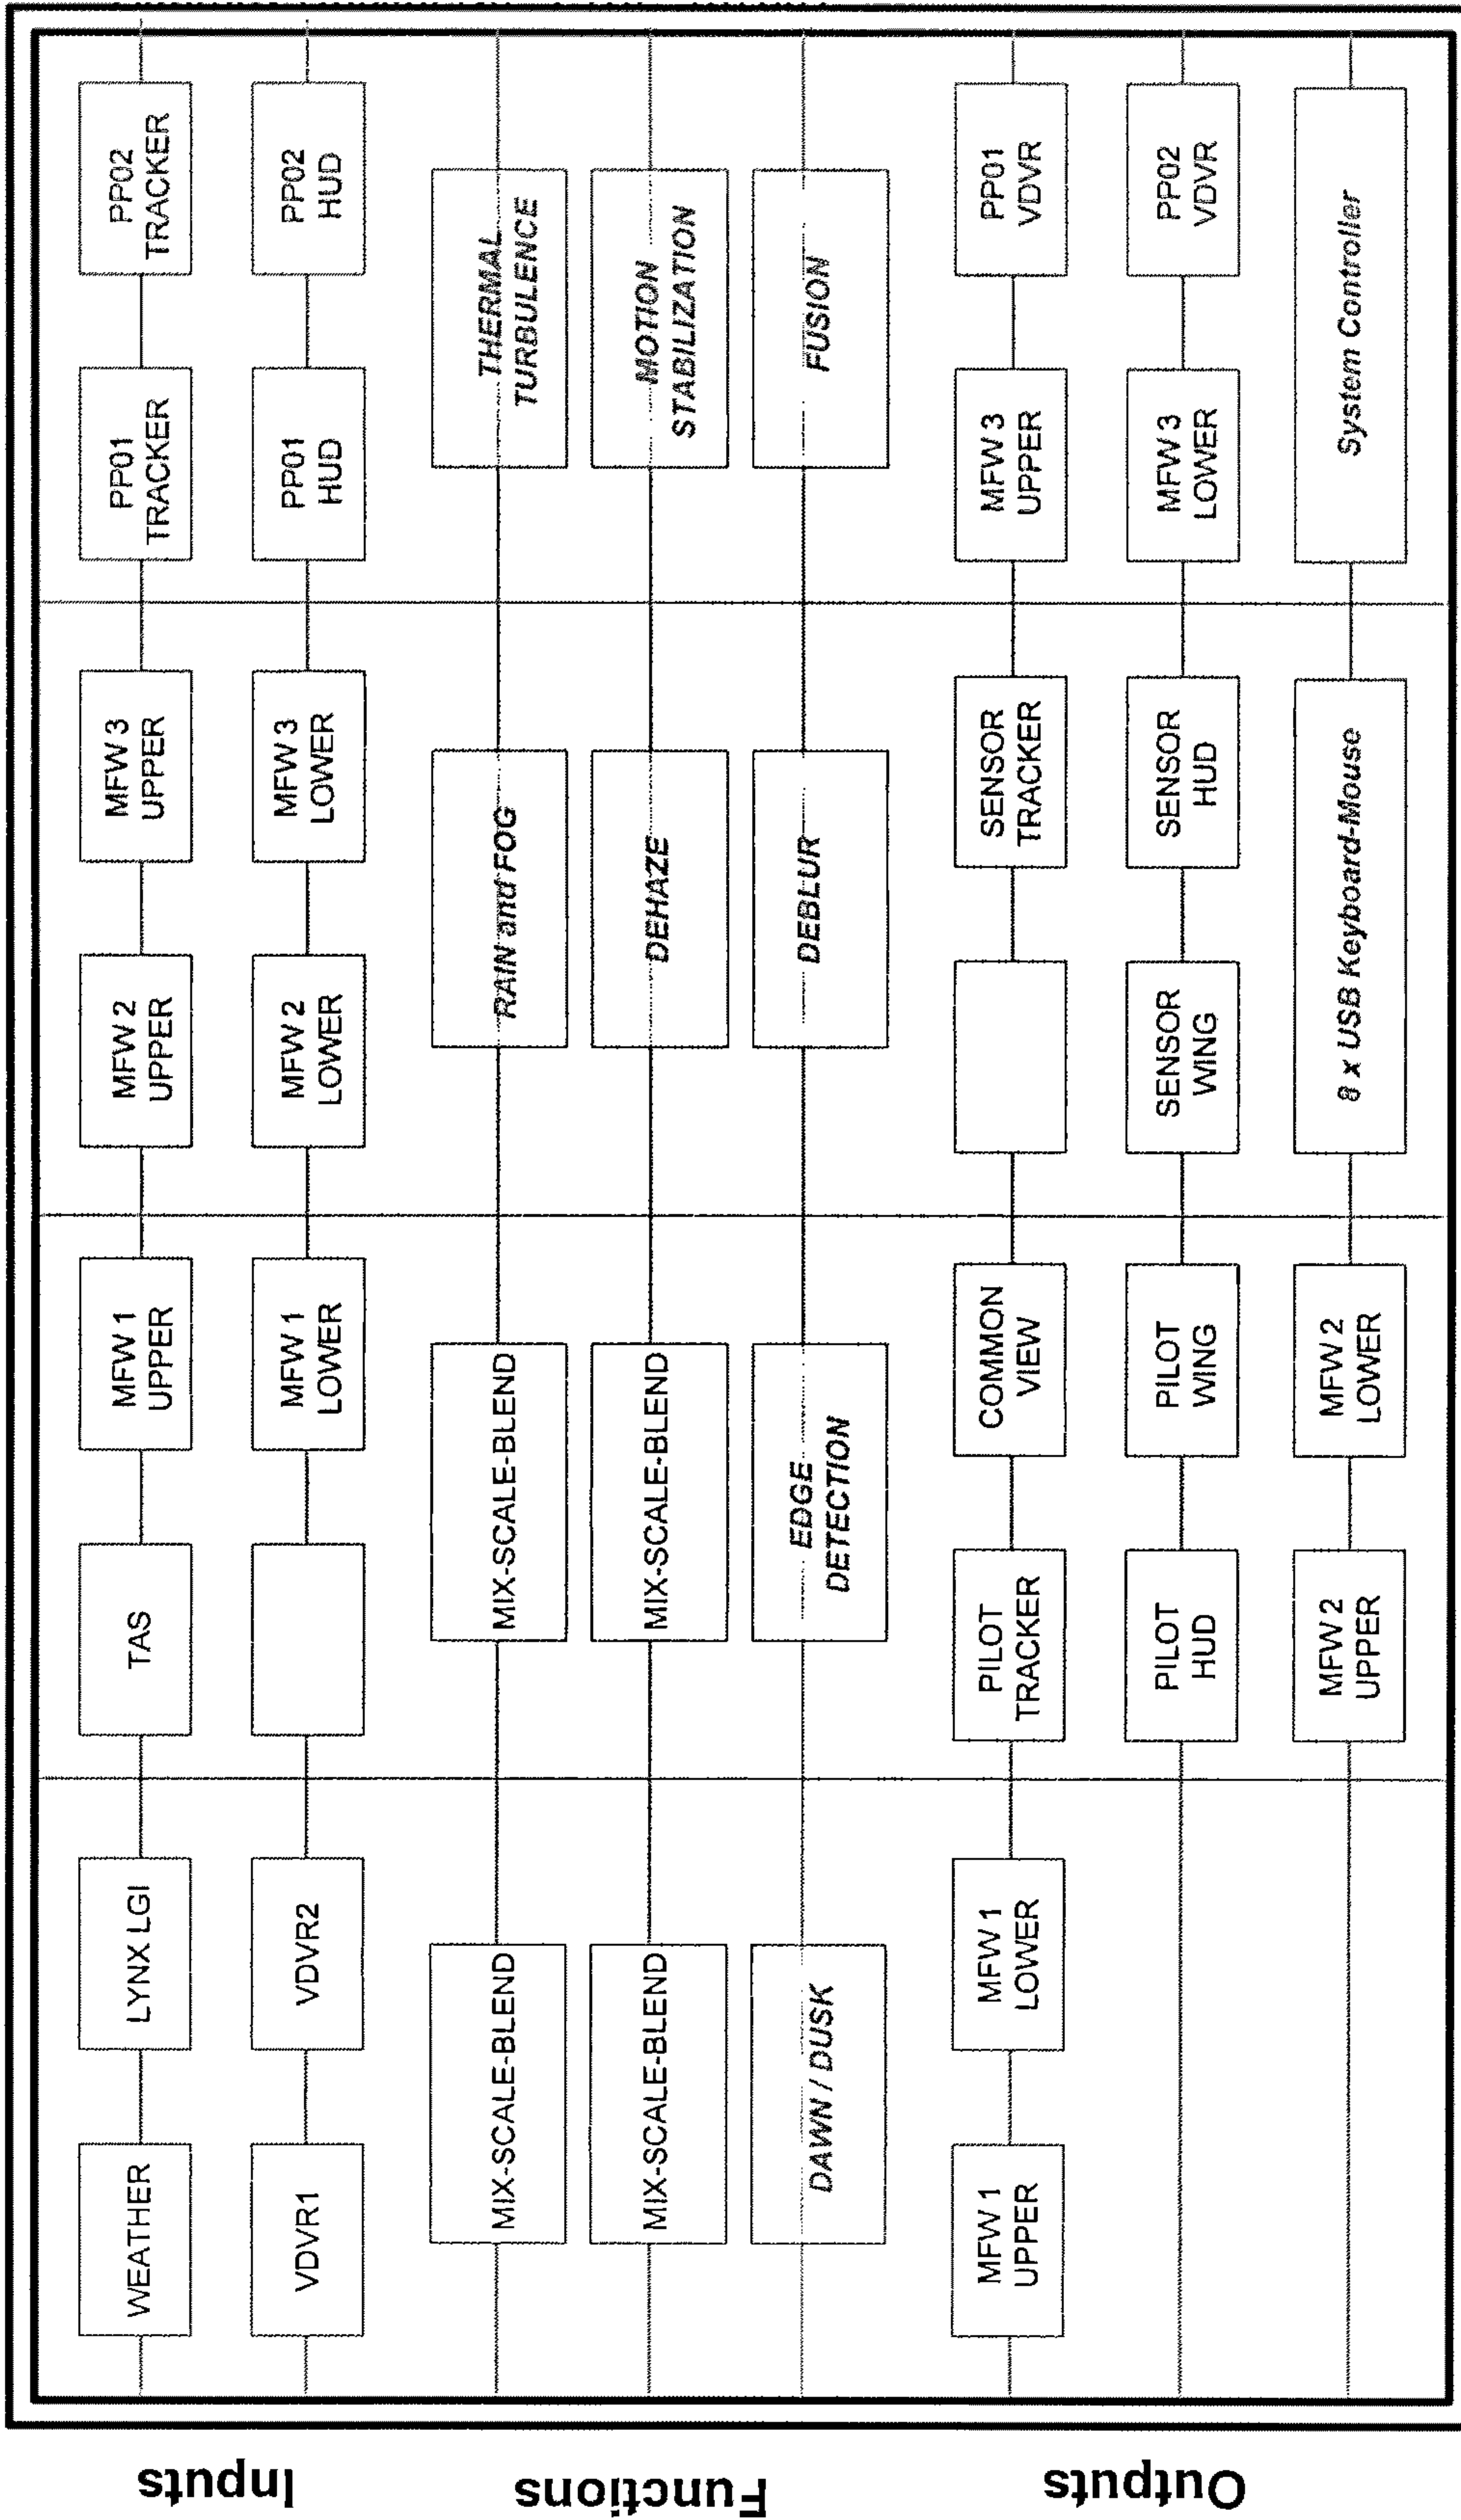 Inputs
WEATHER
LYNX LGI
TAS
MFW 1
UPPER
MFW 2
UPPER
MFW 3
UPPER
PP01
TRACKER
PP02
TRACKER
VDVR1
VDVR2
MFW 1
LOWER
MFW 2
LOWER
MFW 3
LOWER
PP01
HUD
PP02
HUD
Functions
MIX-SCALE-BLEND
MIX-SCALE-BLEND
RAIN and FOG
THERMAL
TURBULENCE
MIX-SCALE-BLEND
MIX-SCALE-BLEND
DEHAZE
MOTION
STABILIZATION
DAWN / DUSK
EDGE
DETECTION
DEBLUR
FUSION
Outputs
MFW 1
UPPER
MFW 1
LOWER
PILOT
TRACKER
COMMON
VIEW
SENSOR
TRACKER
MFW 3
UPPER
PP01
VDVR
PILOT
HUD
PILOT
WING
SENSOR
WING
SENSOR
HUD
MFW 3
LOWER
PP02
VDVR
MFW 2
UPPER
MFW 2
LOWER
8 x USB Keyboard-Mouse
System Controller